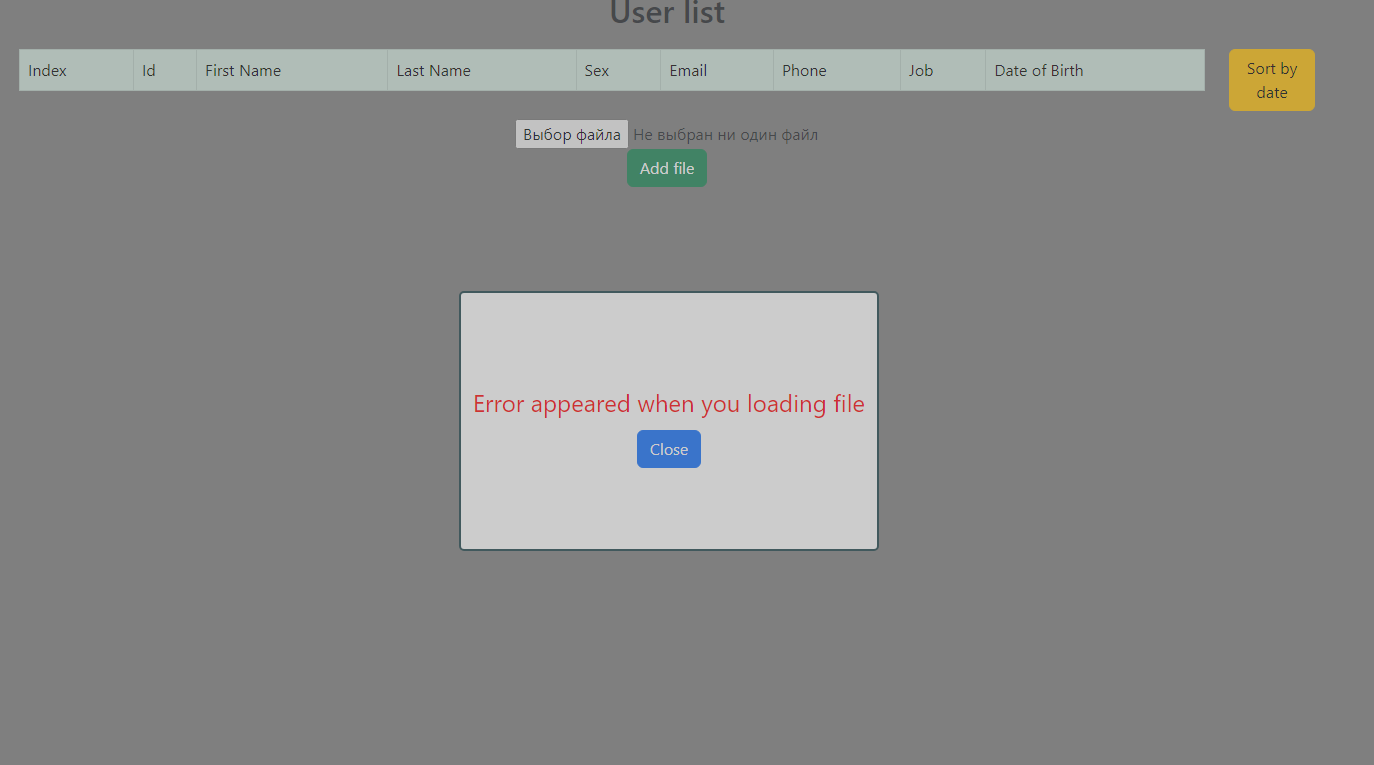 User list
Index Id First Name Last Name Sex Email Phone Job Date of Birth
Sort by
date
Выбор файла Не выбран ни один файл
Add file
Error appeared when you loading file
Close